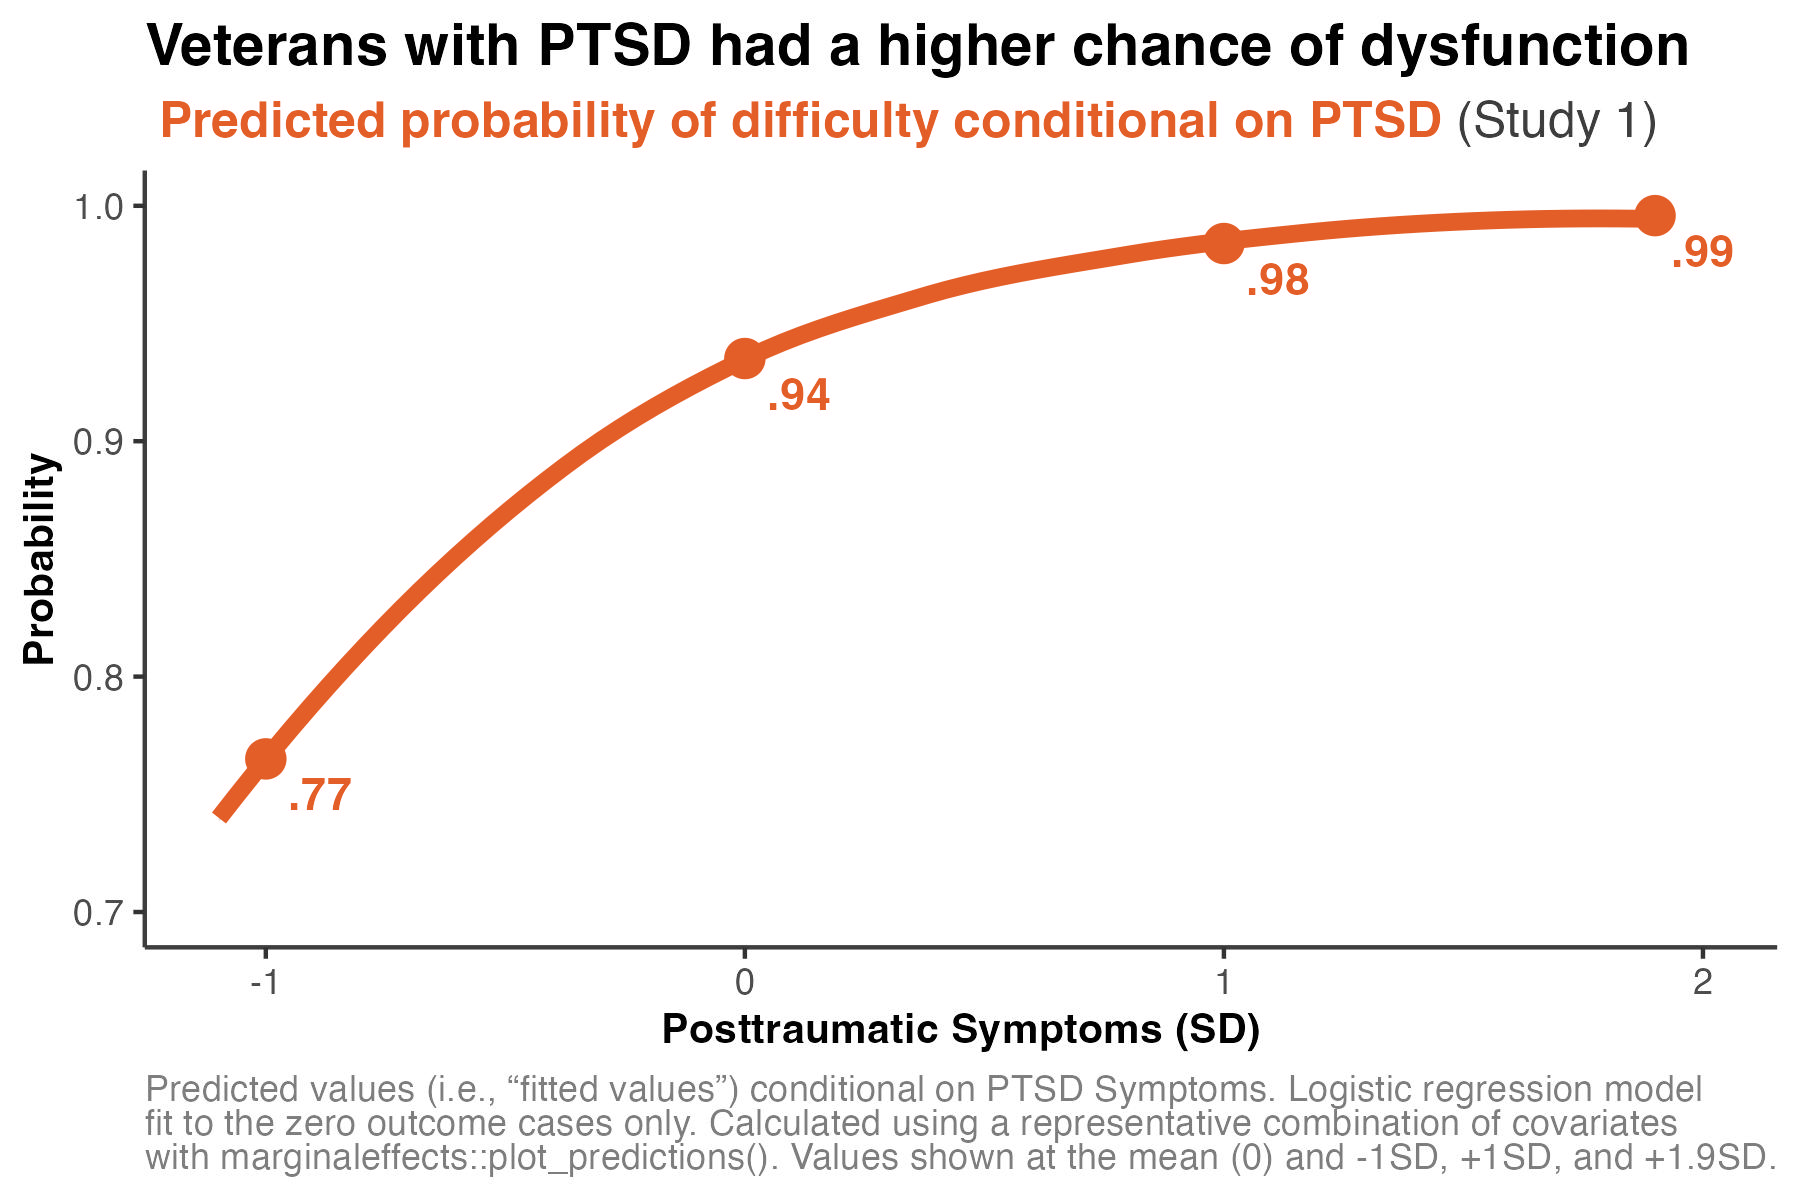 Veterans with PTSD had a higher chance of dysfunction
Predicted probability of difficulty conditional on PTSD (Study 1)
1.0
0.9
0.8
0.7
Probability
.77
.94
.98
.99
-1
0
1
2
Posttraumatic Symptoms (SD)
Predicted values (i.e., “fitted values”) conditional on PTSD Symptoms. Logistic regression model
fit to the zero outcome cases only. Calculated using a representative combination of covariates
with marginaleffects::plot_predictions(). Values shown at the mean (0) and -1SD, +1SD, and +1.9SD.